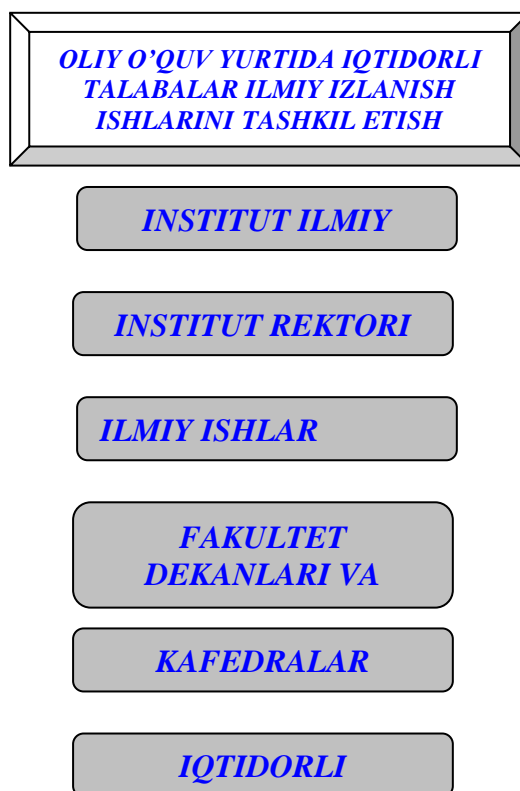 OLIY O’QUV YURTIDA IQTIDORLI
TALABALAR ILMIY IZLANISH
ISHLARINI TASHKIL ETISH
INSTITUT ILMIY
INSTITUT REKTORI
ILMIY ISHLAR
FAKULTET
DEKANLARI VA
KAFEDRALAR
IQTIDORLI